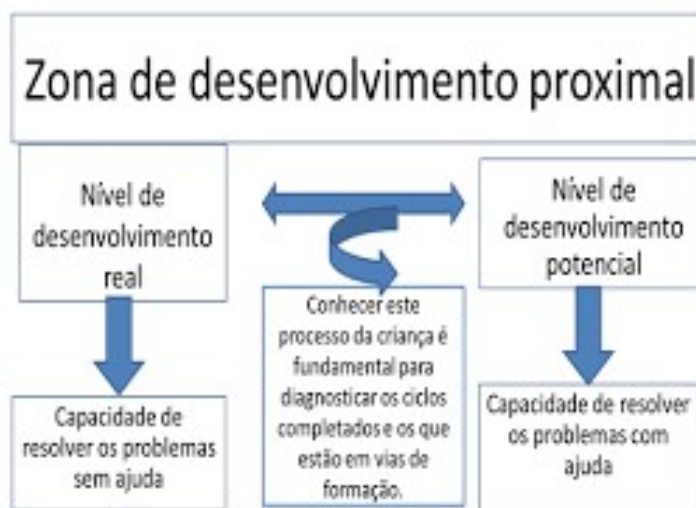 Zona de desenvolvimento proximal
Nível de
desenvolvimento
real
Nível de
desenvolvimento
potencial
Conhecer este
processo da criança é
fundamental para
diagnosticar os ciclos
completados e os que
estão em vias de
formação.
Capacidade de
resolver os problemas
sem ajuda
Capacidade de resolver
os problemas com
ajuda